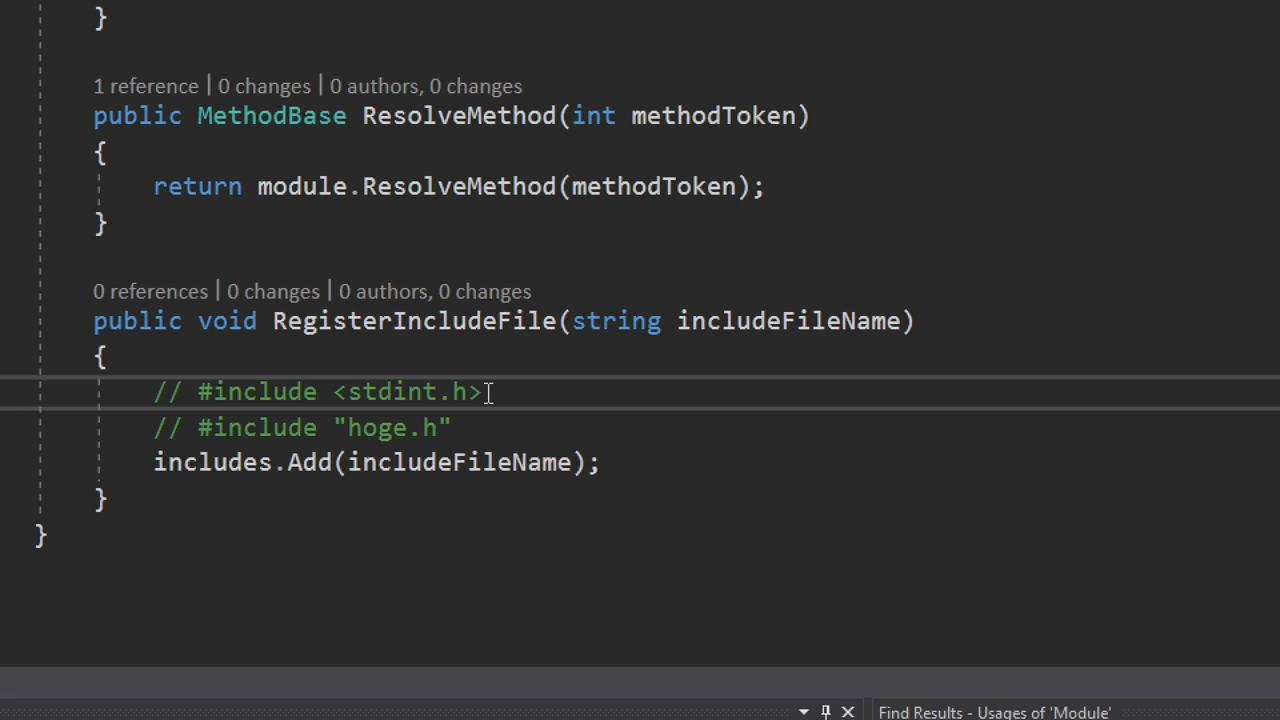 }
1 reference | 0 changes | 0 authors, 0 changes
public MethodBase ResolveMethod(int methodToken)
{
return module.ResolveMethod(methodToken);
}
0 references | 0 changes | 0 authors, 0 changes
public void RegisterIncludeFile(string includeFileName)
{
// #include <stdint.h>
// #include "hoge.h"
includes.Add(includeFileName);
}
}
Find Results - Usages of 'Module'